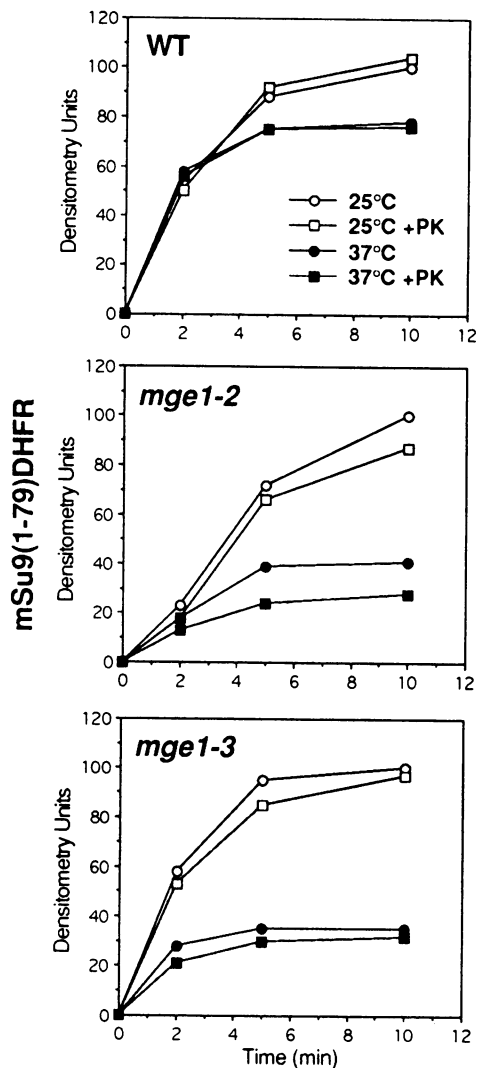 WT
120
100
80
60
40
20
0
Densitometry Units
25°C
25°C +PK
37°C
37°C +PK
0 2 4 6 8 10 12
mSu9(1-79)DHFR
mge1-2
120
100
80
60
40
20
0
Densitometry Units
0 2 4 6 8 10 12
mge1-3
120
100
80
60
40
20
0
Densitometry Units
0 2 4 6 8 10 12
Time (min)